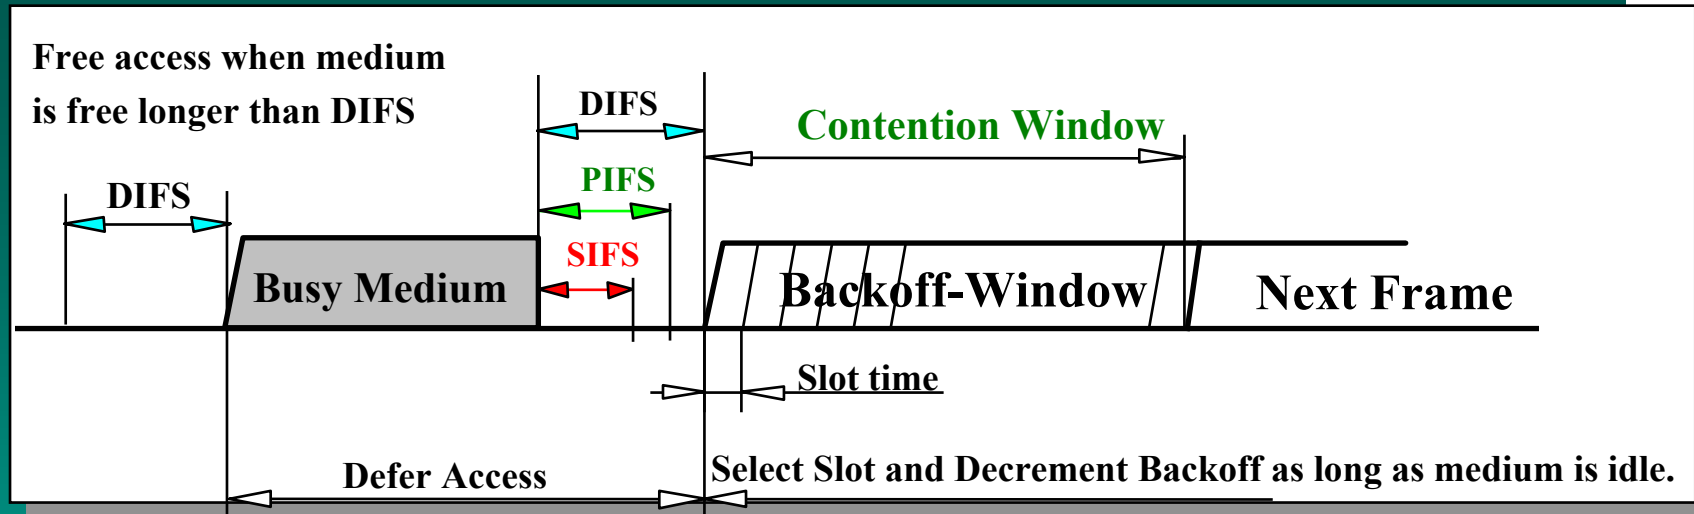 Free access when medium
is free longer than DIFS
DIFS
DIFS
PIFS
SIFS
Contention Window
Busy Medium
Backoff-Window
Next Frame
Slot time
Defer Access
Select Slot and Decrement Backoff as long as medium is idle.